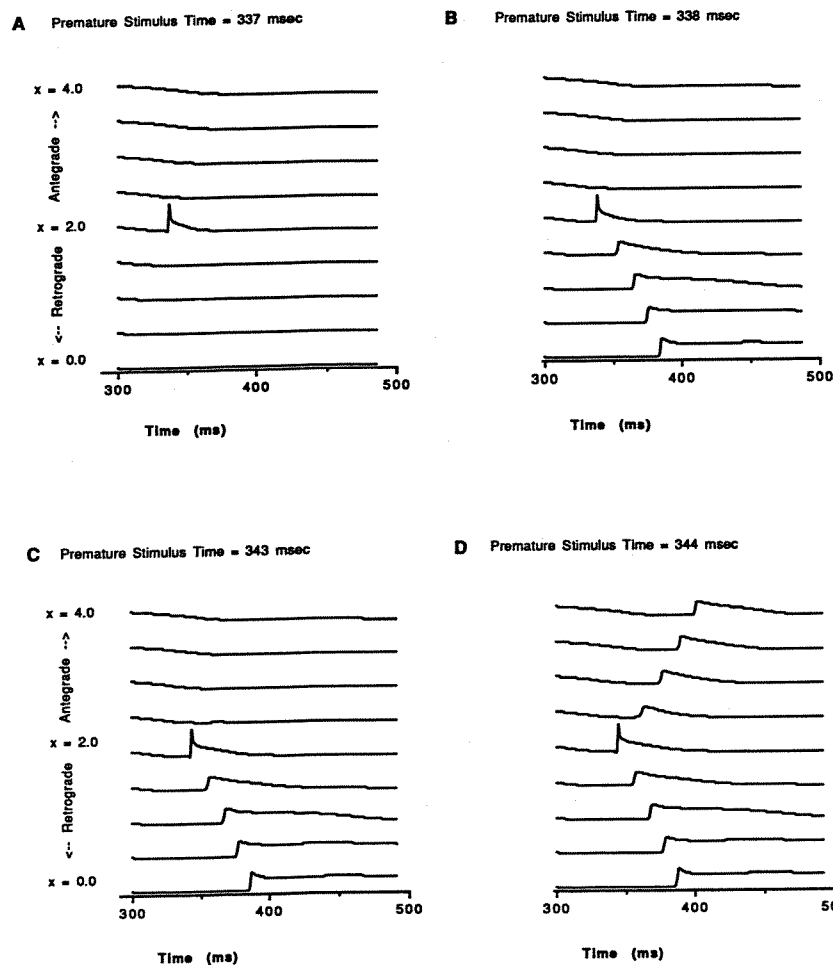 A Premature Stimulus Time = 337 msec
x = 4.0
Antegrade -->
x = 2.0
<-- Retrograde
x = 0.0
300 400 500
Time (ms)
B Premature Stimulus Time = 338 msec
300 400 500
Time (ms)
C Premature Stimulus Time = 343 msec
x = 4.0
Antegrade -->
x = 2.0
<-- Retrograde
x = 0.0
300 400 500
Time (ms)
D Premature Stimulus Time = 344 msec
300 400 50
Time (ms)